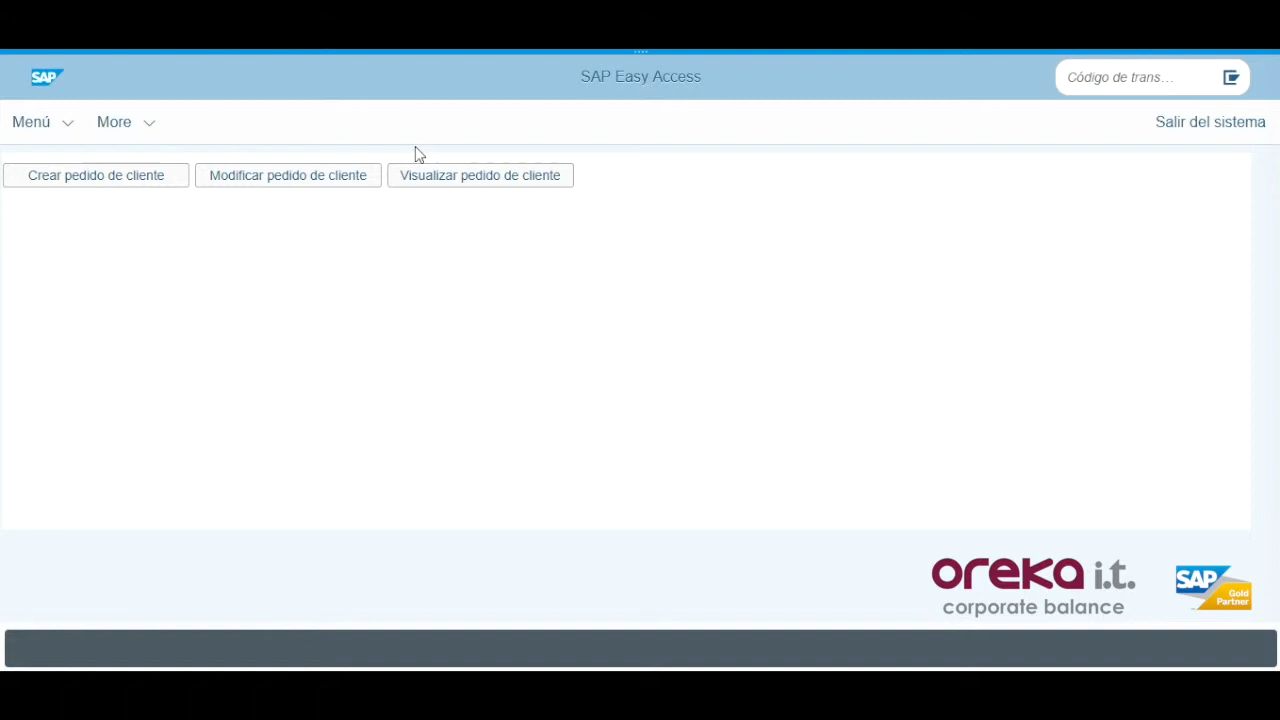 SAP
SAP Easy Access
Código de trans...
Menú
More
Salir del sistema
Crear pedido de cliente
Modificar pedido de cliente
Visualizar pedido de cliente
oreka i.t.
corporate balance
SAP
Gold
Partner